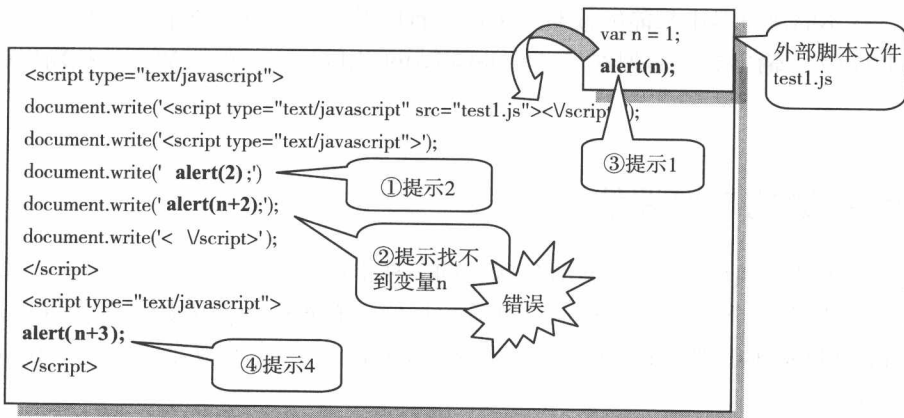 var n = 1;
alert(n);
外部脚本文件
test1.js
<script type="text/javascript">
document.write('<script type="text/javascript" src="test1.js"><\/script>');
③提示1
document.write('<script type="text/javascript">');
document.write(' alert(2) ;')
①提示2
document.write(' alert(n+2);');
②提示找不
到变量n
错误
document.write('< \/script>');
</script>
<script type="text/javascript">
alert(n+3);
④提示4
</script>